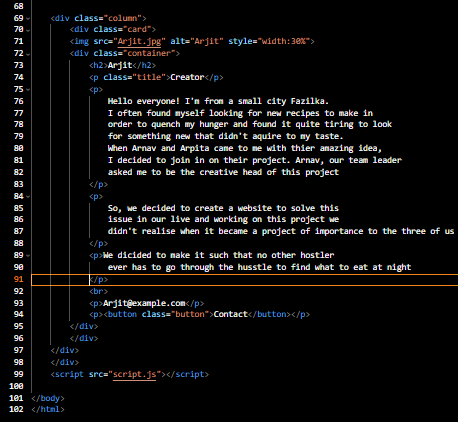 68
69 <div class="column">
70 <div class="card">
71 <img src="Arjit.jpg" alt="Arjit" style="width:30%">
72 <div class="container">
73 <h2>Arjit</h2>
74 <p class="title">Creator</p>
75 <p>
76 Hello everyone! I'm from a small city Fazilka.
77 I often found myself looking for new recipes to make in
78 order to quench my hunger and found it quite tiring to look
79 for something new that didn't aquire to my taste.
80 When Arnav and Arpita came to me with thier amazing idea,
81 I decided to join in on their project. Arnav, our team leader
82 asked me to be the creative head of this project
83 </p>
84 <p>
85 So, we decided to create a website to solve this
86 issue in our live and working on this project we
87 didn't realise when it became a project of importance to the three of us
88 </p>
89 <p>We dicided to make it such that no other hostler
90 ever has to go through the husstle to find what to eat at night
91 </p>
92 <br>
93 <p>Arjit@example.com</p>
94 <p><button class="button">Contact</button></p>
95 </div>
96 </div>
97 </div>
98 </div>
99 <script src="script.js"></script>
100
101 </body>
102 </html>